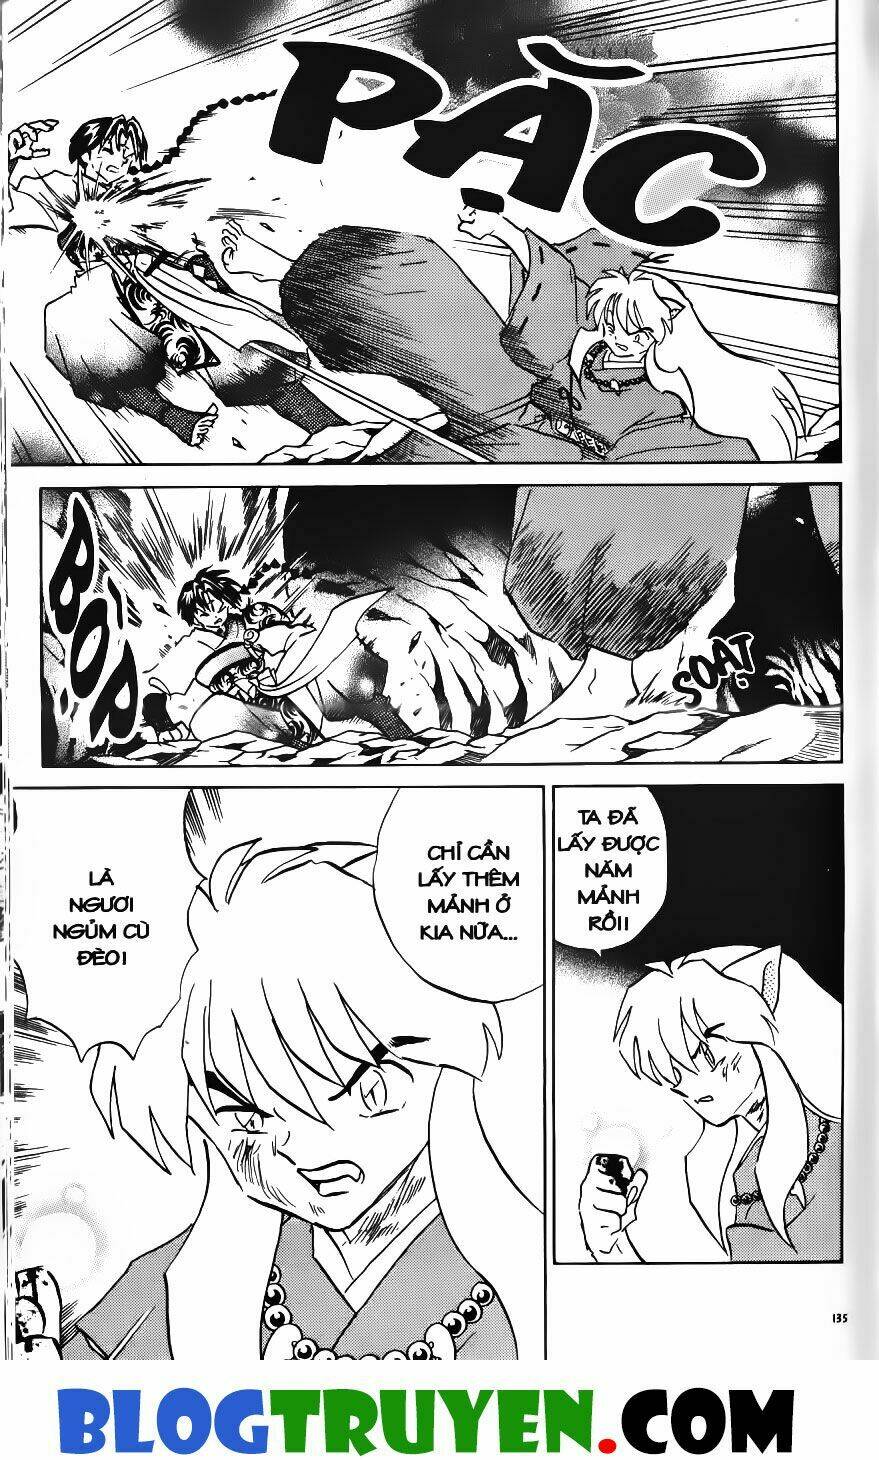 PẶC
BỐP
SOẠT
TA ĐÃ
LẤY ĐƯỢC
NĂM
MẢNH
RỒI!
CHỈ CẦN
LẤY THÊM
MẢNH Ở
KIA NỮA...
LÀ
NGƯƠI
NGỦM CÙ
ĐÈO!
135
BLOGTRUYEN.COM